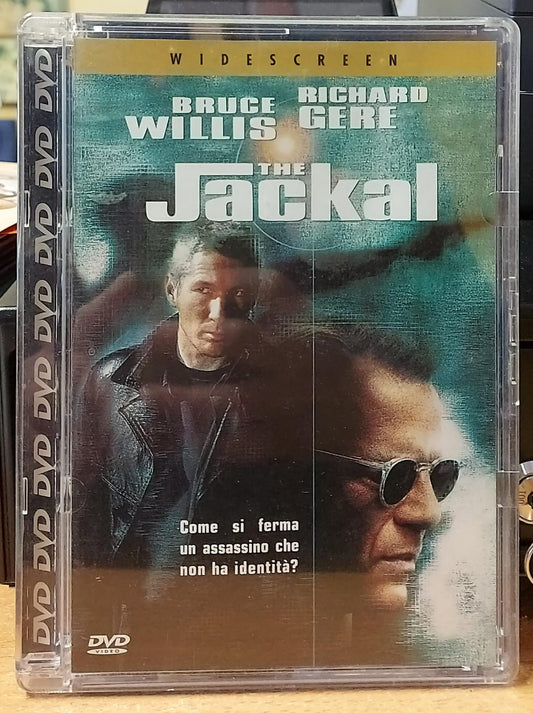 WIDESCREEN
BRUCE WILLIS
RICHARD GERE
THE
Jackal
Come si ferma
un assassino che
non ha identità?
DVD
VIDEO
DVD DVD DVD DVD DVD DVD DVD DVD